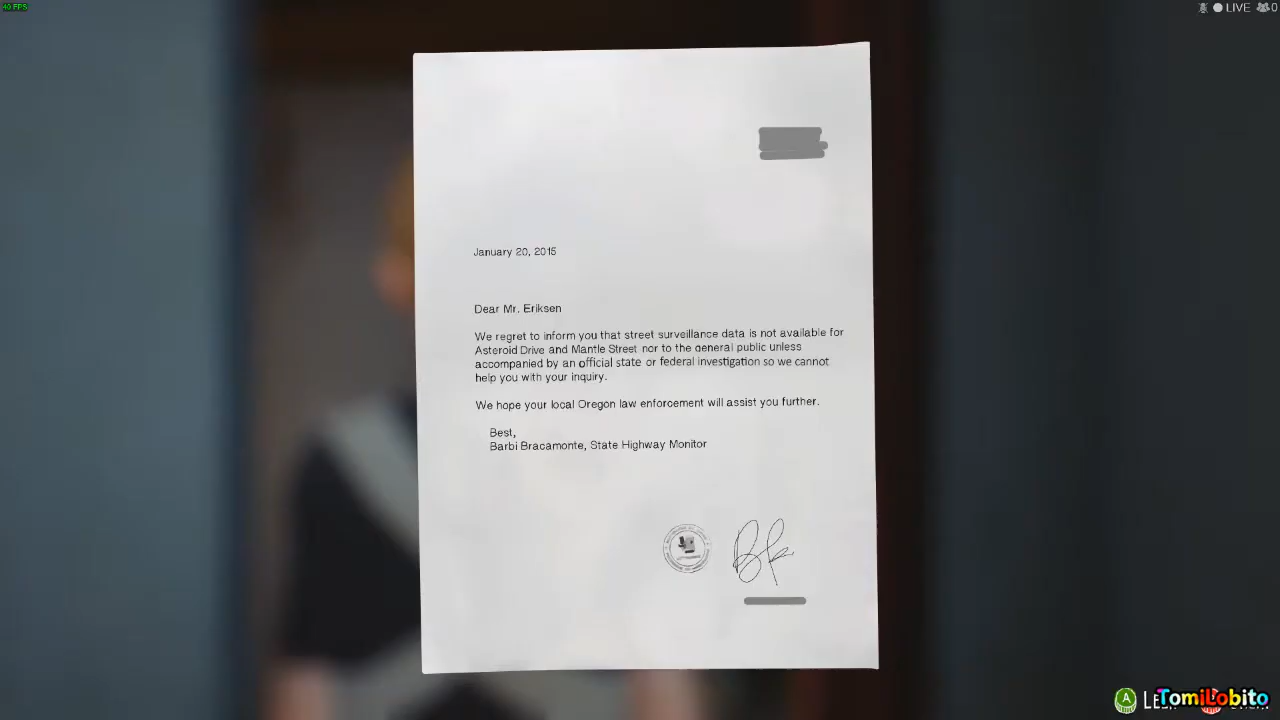 40 FPS
LIVE 0
January 20, 2015
Dear Mr. Eriksen
We regret to inform you that street surveillance data is not available for
Asteroid Drive and Mantle Street nor to the general public unless
accompanied by an official state or federal investigation so we cannot
help you with your inquiry.
We hope your local Oregon law enforcement will assist you further.
Best,
Barbi Bracamonte, State Highway Monitor
A TomiLobito